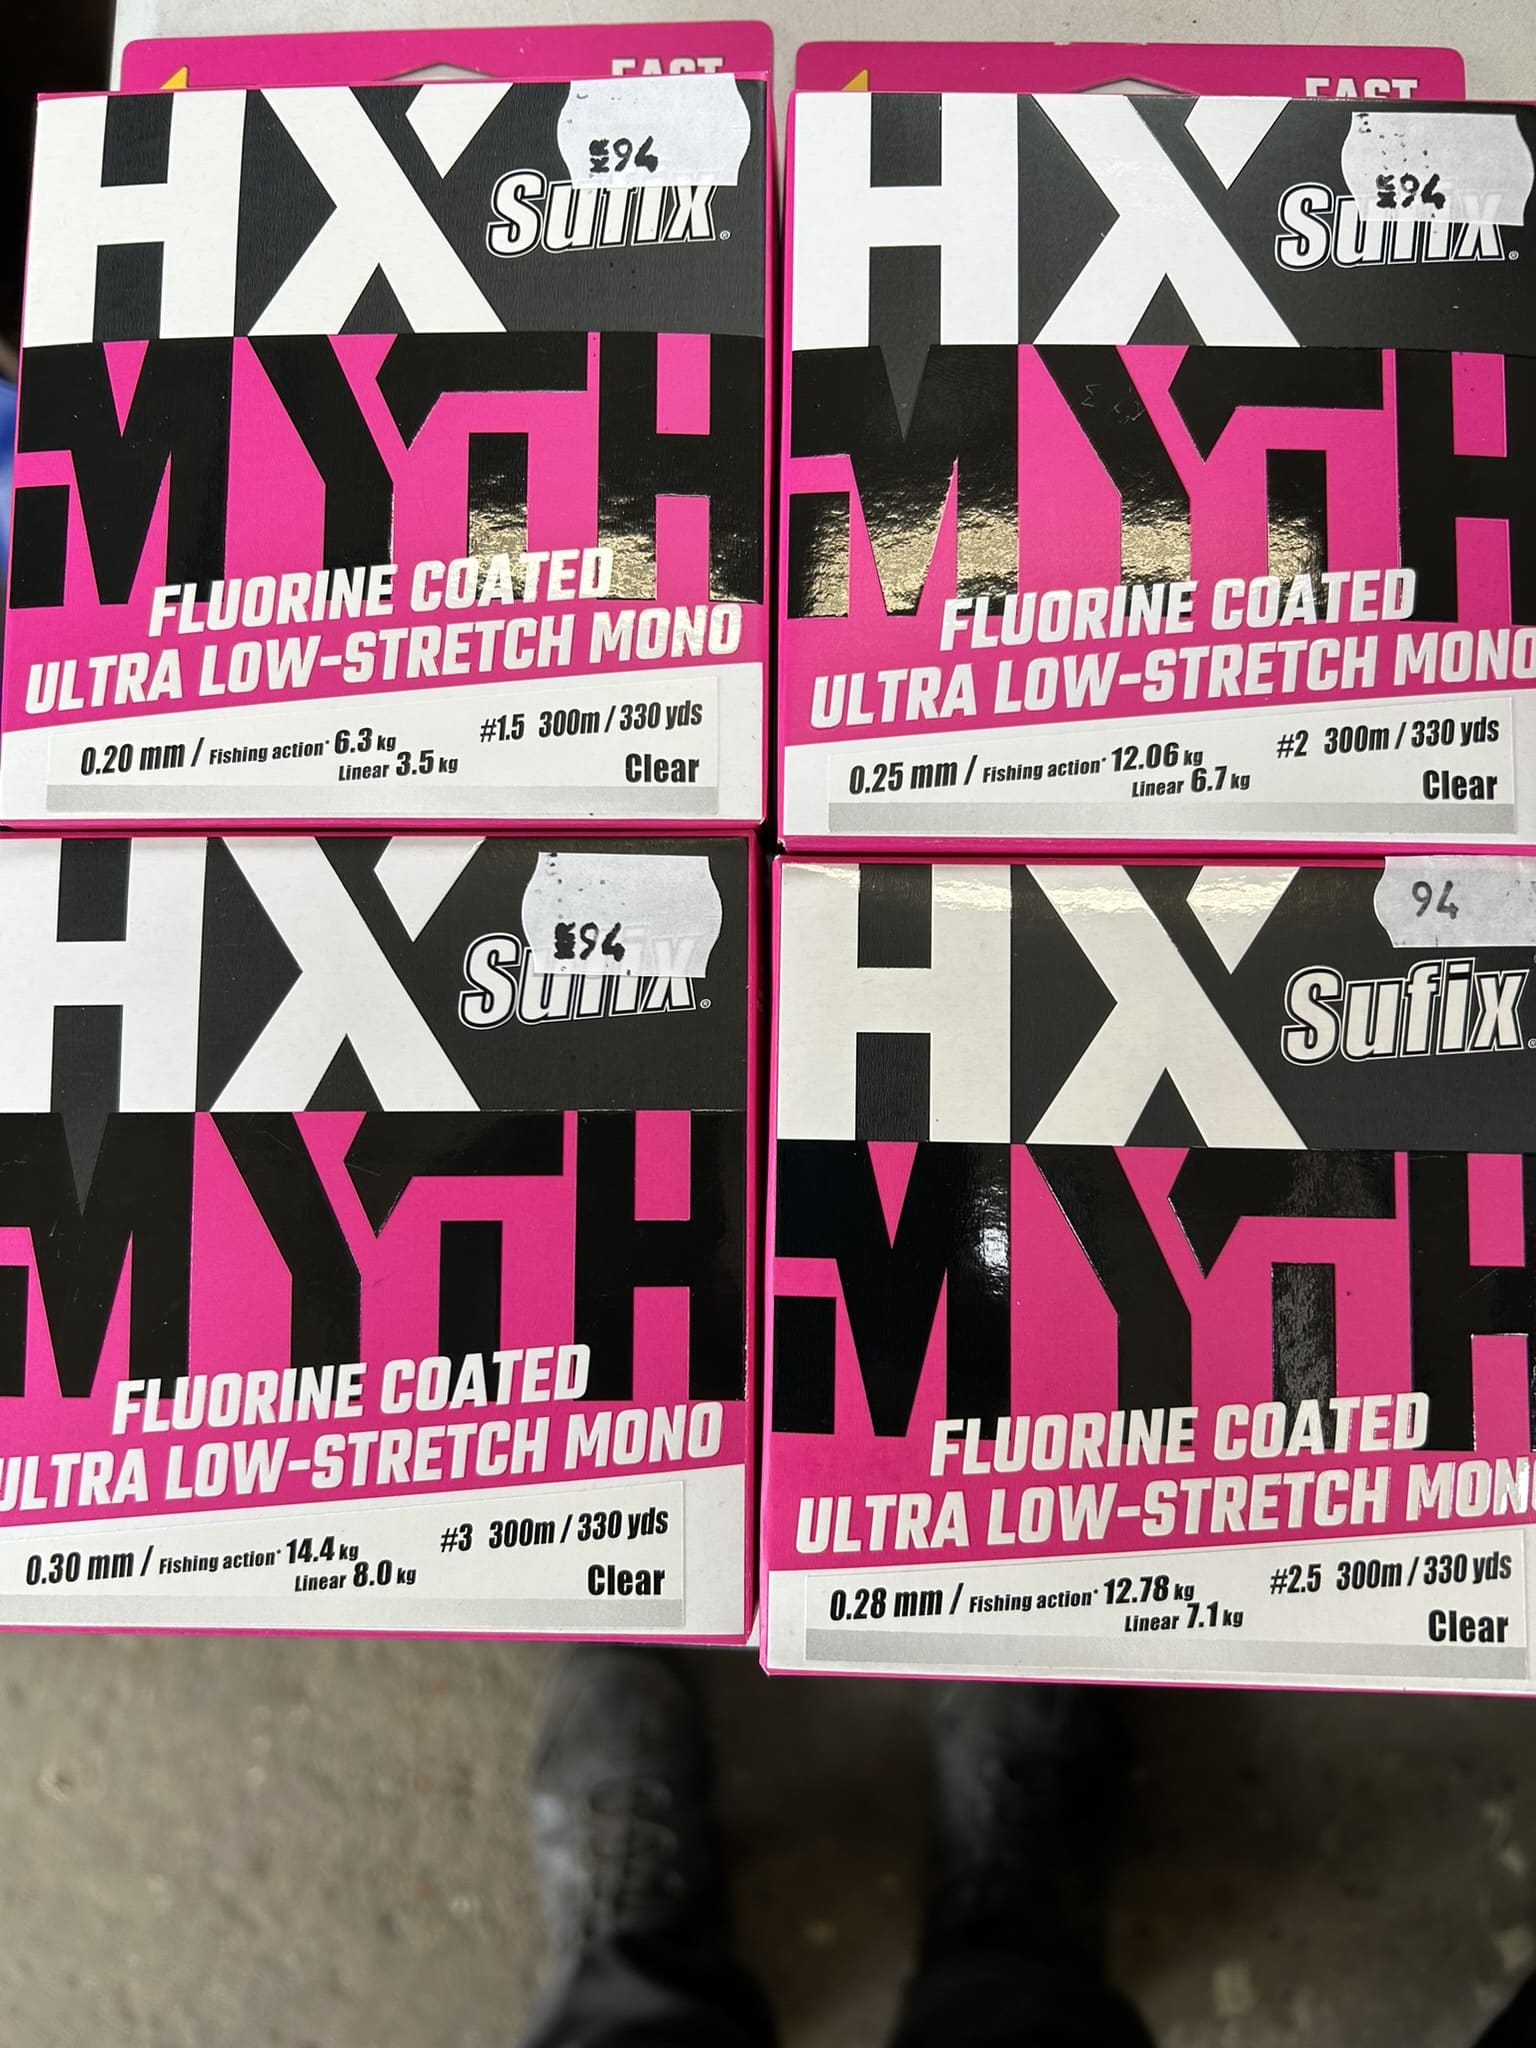 EAST
HX
Sufix®
94
MYTH
FLUORINE COATED
ULTRA LOW-STRETCH MONO
0.20 mm / Fishing action* 6.3 kg
Linear 3.5 kg
#1.5 300m / 330 yds
Clear
EAST
HX
Sufix®
94
MYTH
FLUORINE COATED
ULTRA LOW-STRETCH MONO
0.25 mm / Fishing action* 12.06 kg
Linear 6.7 kg
#2 300m / 330 yds
Clear
HX
Sufix®
94
MYTH
FLUORINE COATED
ULTRA LOW-STRETCH MONO
0.30 mm / Fishing action* 14.4 kg
Linear 8.0 kg
#3 300m / 330 yds
Clear
HX
94
Sufix®
MYTH
FLUORINE COATED
ULTRA LOW-STRETCH MONO
0.28 mm / Fishing action* 12.78 kg
Linear 7.1 kg
#2.5 300m / 330 yds
Clear